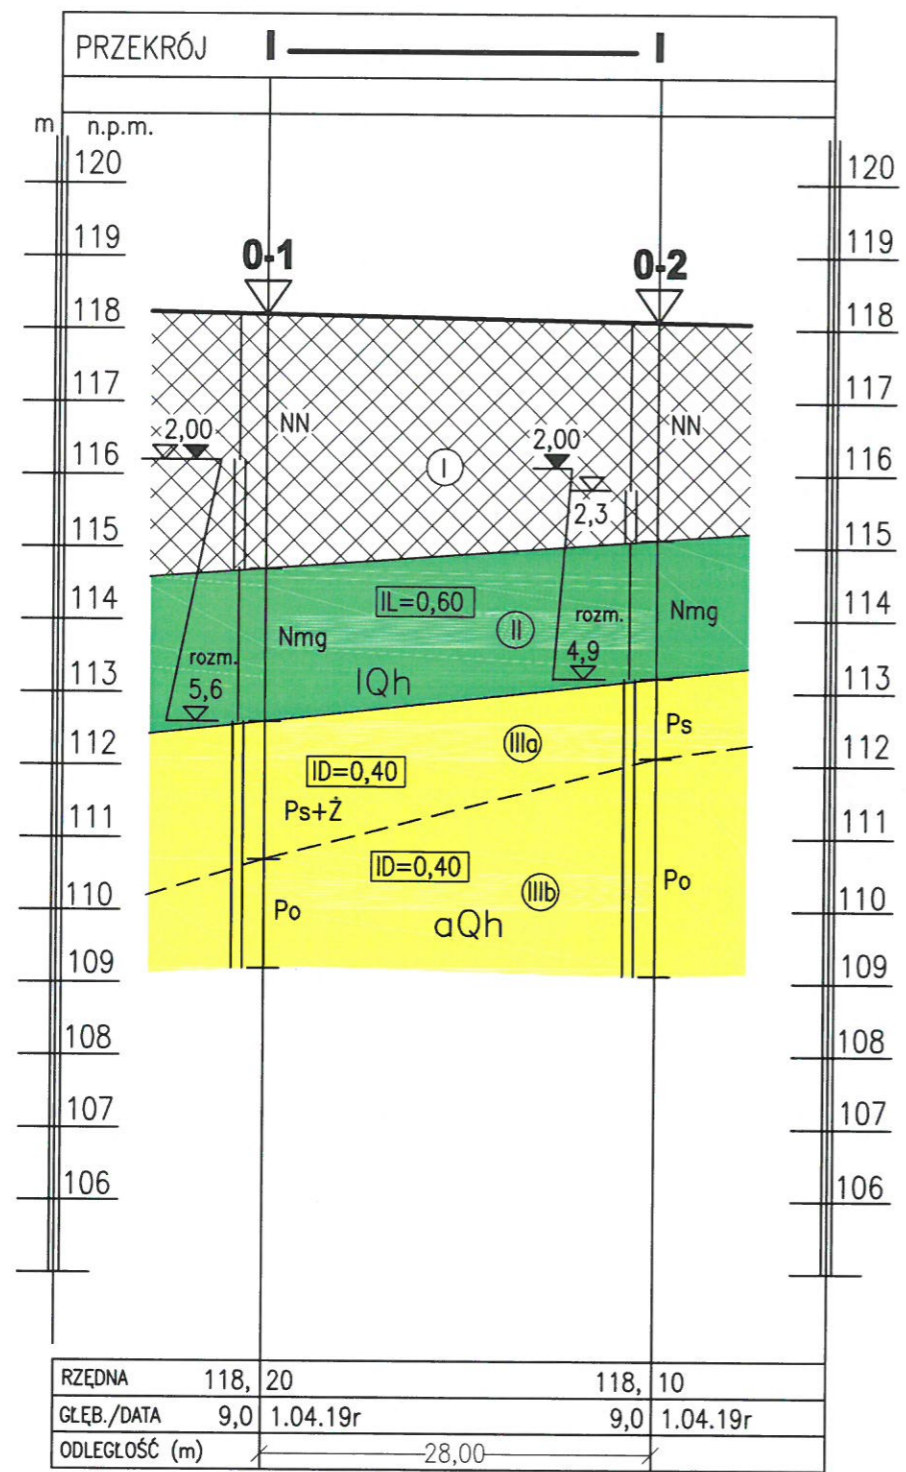 PRZEKRÓJ I I
m n.p.m.
120 120
119 119
0-1 0-2
118 118
117 117
NN NN
2,00 2,00
116 116
I
2,3
115 115
IL=0,60
114 114
II
Nmg rozm. Nmg
rozm. 4,9
113 113
5,6 lQh
Ps
IIIa
112 112
ID=0,40
Ps+Ż
111 111
ID=0,40
IIIb Po
110 110
Po aQh
109 109
108 108
107 107
106 106
RZĘDNA 118, 20 118, 10
GŁĘB./DATA 9,0 1.04.19r 9,0 1.04.19r
ODLEGŁOŚĆ (m) 28,00